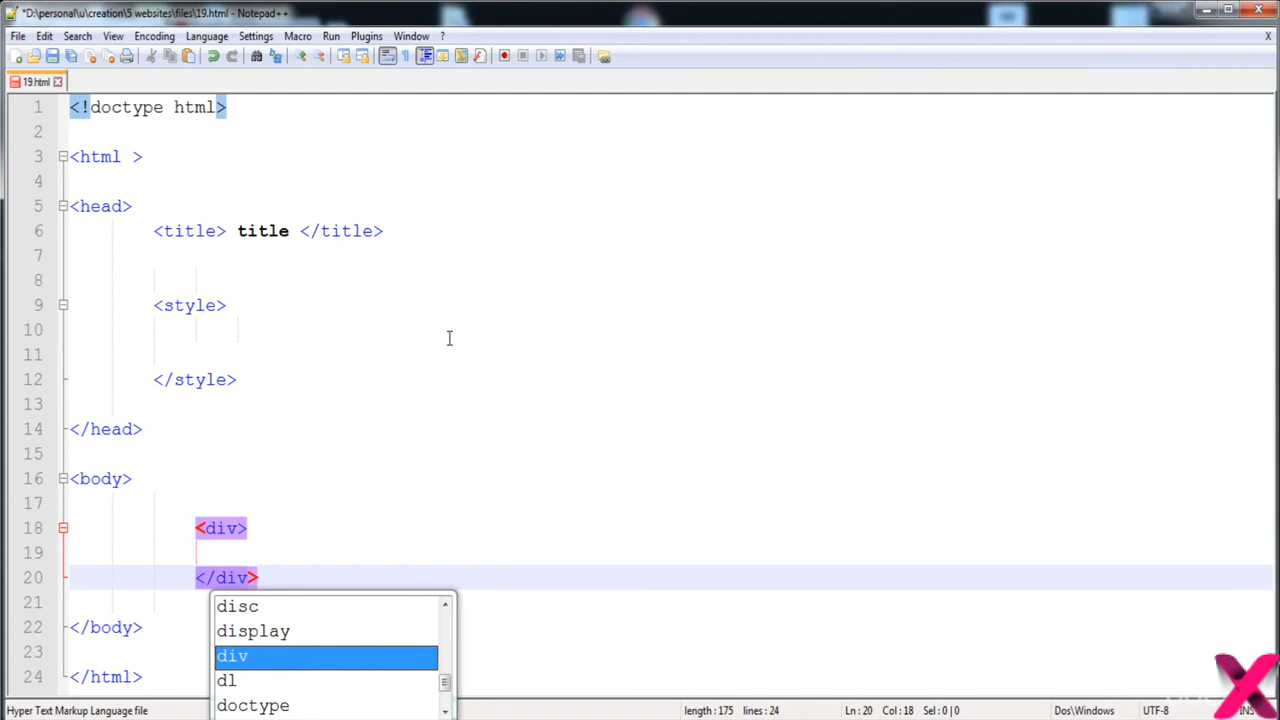 *D:\personal\u\creation\5 websites\files\19.html - Notepad++
File Edit Search View Encoding Language Settings Macro Run Plugins Window ? X
19.html
1 <!doctype html>
2
3 <html >
4
5 <head>
6 <title> title </title>
7
8
9 <style>
10
11
12 </style>
13
14 </head>
15
16 <body>
17
18 <div>
19
20 </div>
21
22 </body>
23
24 </html>
disc
display
div
dl
doctype
Hyper Text Markup Language file length : 175 lines : 24 Ln : 20 Col : 18 Sel : 0 | 0 Dos\Windows UTF-8 INS